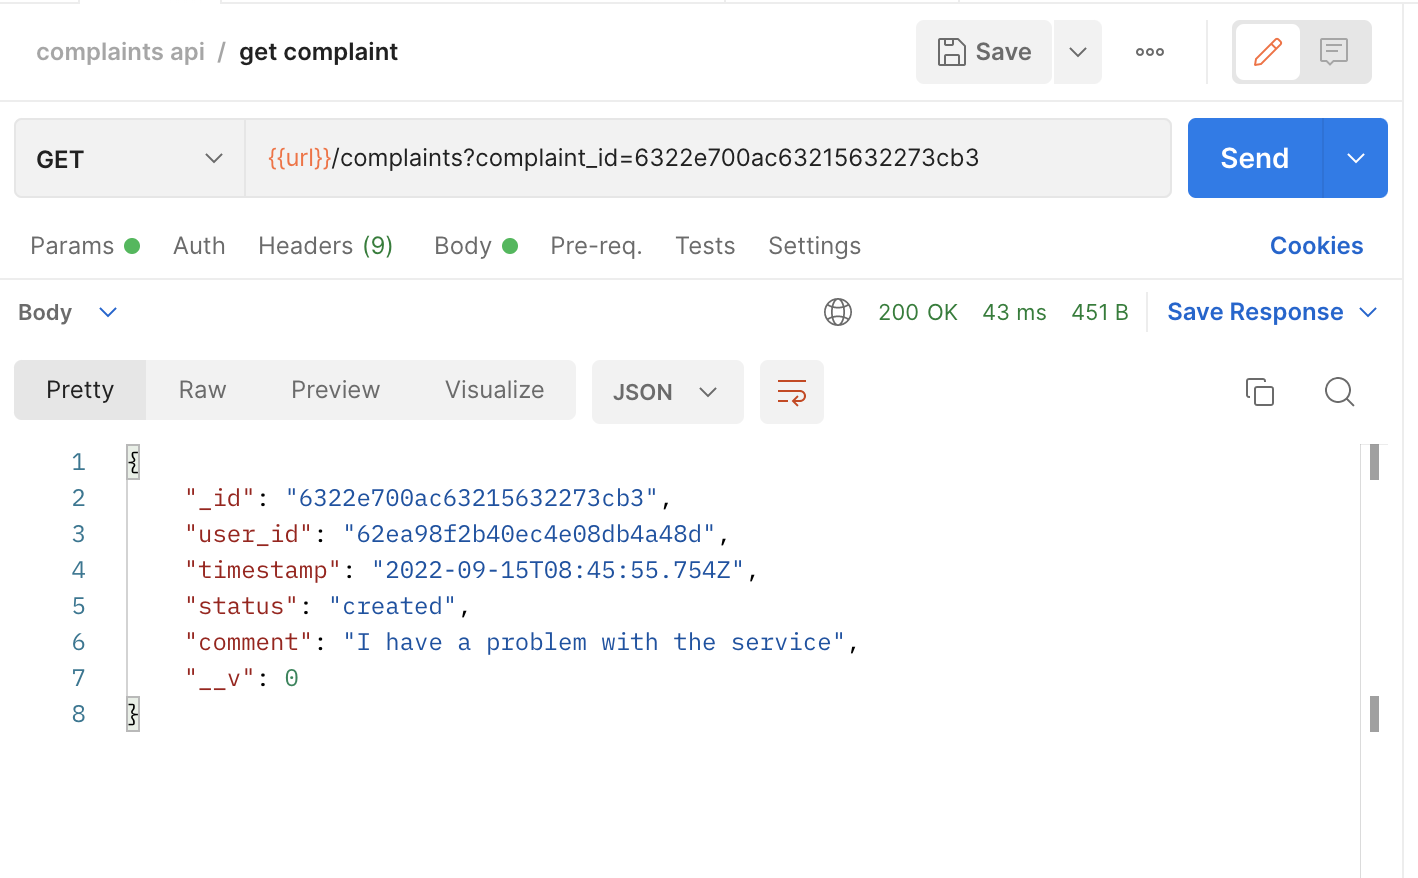 complaints api / get complaint Save
GET {{url}}/complaints?complaint_id=6322e700ac63215632273cb3 Send
Params Auth Headers (9) Body Pre-req. Tests Settings Cookies
Body 200 OK 43 ms 451 B Save Response
Pretty Raw Preview Visualize JSON
1 {
2 "_id": "6322e700ac63215632273cb3",
3 "user_id": "62ea98f2b40ec4e08db4a48d",
4 "timestamp": "2022-09-15T08:45:55.754Z",
5 "status": "created",
6 "comment": "I have a problem with the service",
7 "__v": 0
8 }